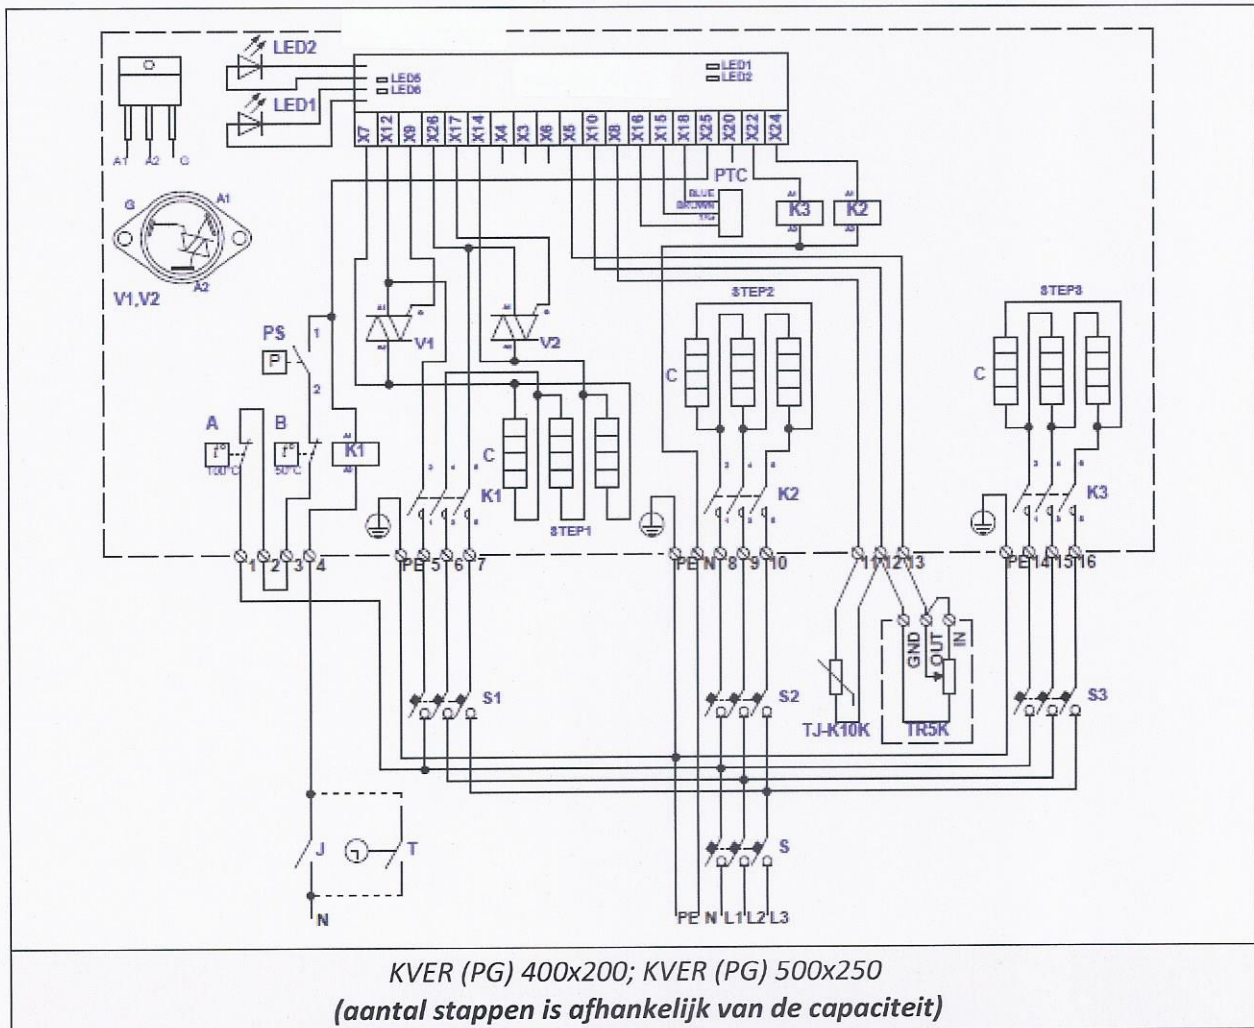 LED2
LED5
LED6
LED1
LED1
LED2
X7 X12 X9 X26 X17 X14 X4 X3 X6 X5 X10 X8 X16 X15 X18 X25 X20 X22 X24
A1 A2 G
G A1
A2
V1,V2
PTC
BLUE
BROWN
A1 K3
A1 K2
V1
V2
STEP2
STEP3
PS
P
1
2
A
t°
100°C
B
t°
50°C
A1
K1
C
C
C
K1
STEP1
K2
K3
1 2 3 4 PE 5 6 7 PE N 8 9 10 11 12 13 PE 14 15 16
GND OUT IN
S1
S2
S3
TJ-K10K
TR5K
J
T
S
N
PE N L1 L2 L3
KVER (PG) 400x200; KVER (PG) 500x250
(aantal stappen is afhankelijk van de capaciteit)